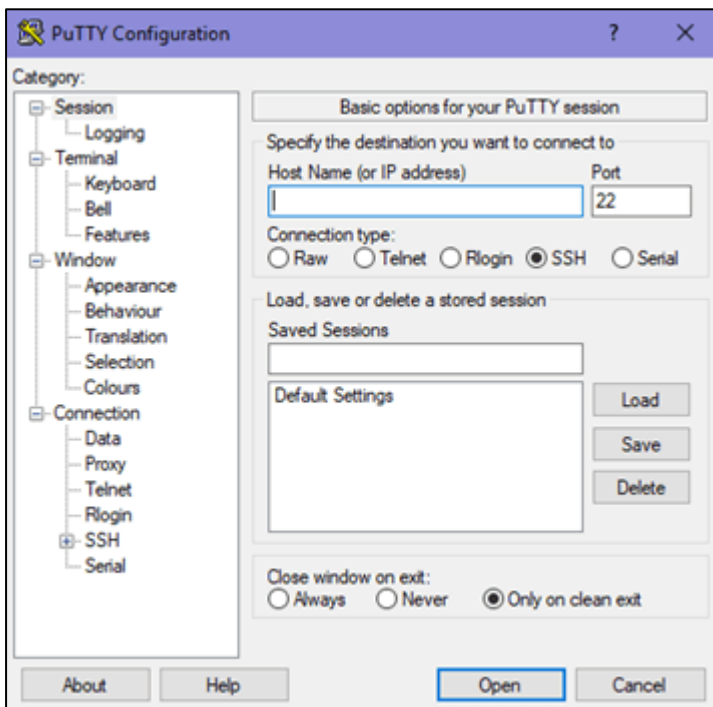 PuTTY Configuration
?
Category:
Session
Logging
Terminal
Keyboard
Bell
Features
Window
Appearance
Behaviour
Translation
Selection
Colours
Connection
Data
Proxy
Telnet
Rlogin
SSH
Serial
Basic options for your PuTTY session
Specify the destination you want to connect to
Host Name (or IP address) Port
22
Connection type:
Raw Telnet Rlogin SSH Serial
Load, save or delete a stored session
Saved Sessions
Default Settings
Load
Save
Delete
Close window on exit:
Always Never Only on clean exit
About Help Open Cancel